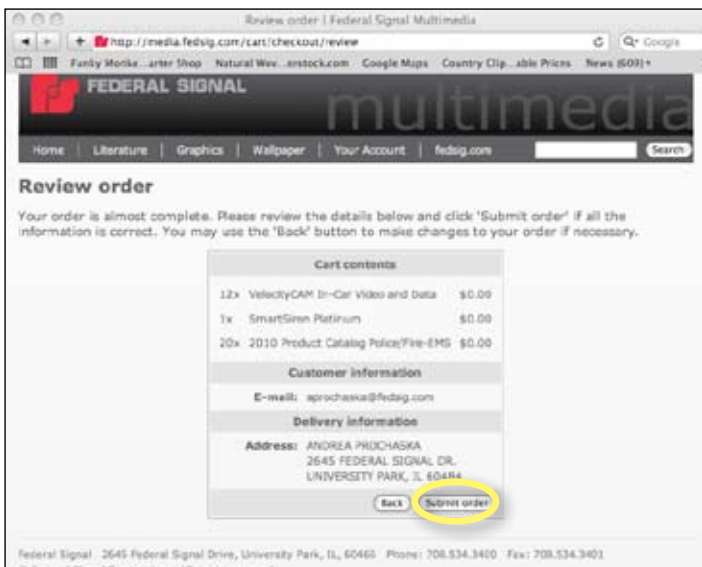 Review order | Federal Signal Multimedia
http://media.fedsig.com/cart/checkout/review
Google
Funky Monke...arter Shop Natural Woo...erstock.com Google Maps Country Clip...able Prices News (609)
FEDERAL SIGNAL
multimedia
Home | Literature | Graphics | Wallpaper | Your Account | fedsig.com Search
Review order
Your order is almost complete. Please review the details below and click 'Submit order' if all the
information is correct. You may use the 'Back' button to make changes to your order if necessary.
Cart contents
12x VelocityCAM In-Car Video and Data $0.00
1x SmartSiren Platinum $0.00
20x 2010 Product Catalog Police/Fire-EMS $0.00
Customer information
E-mail: aprochaska@fedsig.com
Delivery information
Address: ANDREA PROCHASKA
2645 FEDERAL SIGNAL DR.
UNIVERSITY PARK, IL 60484
Back Submit order
Federal Signal 2645 Federal Signal Drive, University Park, IL, 60466 Phone: 708.534.3400 Fax: 708.534.3401